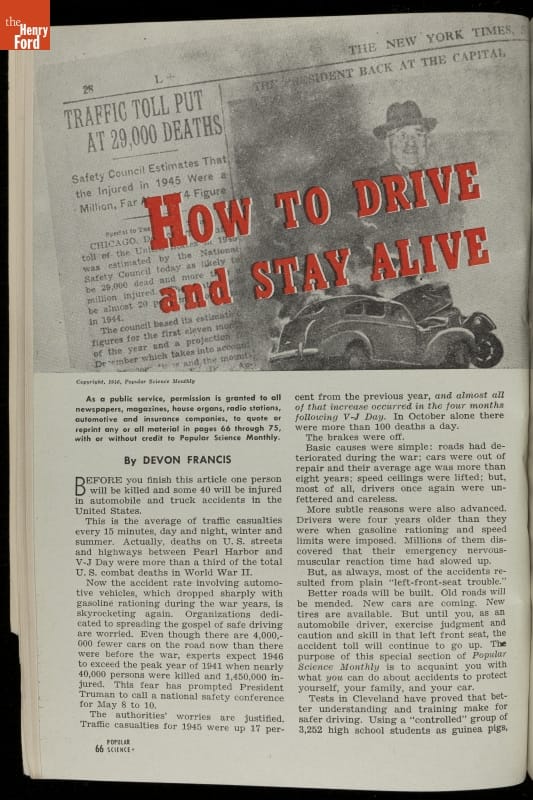 the
Henry
Ford
THE NEW YORK TIMES, S
28
L+
THE PRESIDENT BACK AT THE CAPITAL
TRAFFIC TOLL PUT
AT 29,000 DEATHS
Safety Council Estimates That
the Injured in 1945 Were a
Million, Far 4 Figure
Special to The
CHICAGO, D
toll of the United States in 1945
was estimated by the National
Safety Council today as likely to
be 29,000 dead and more
million injured
be almost 20
in 1944.
The council based its estimate
figures for the first eleven mon
of the year and a projection
December which takes into account
and the mount
HOW TO DRIVE
and STAY ALIVE
Copyright, 1946, Popular Science Monthly
As a public service, permission is granted to all
newspapers, magazines, house organs, radio stations,
automotive and insurance companies, to quote or
reprint any or all material in pages 66 through 75,
with or without credit to Popular Science Monthly.
By DEVON FRANCIS
BEFORE you finish this article one person
will be killed and some 40 will be injured
in automobile and truck accidents in the
United States.
This is the average of traffic casualties
every 15 minutes, day and night, winter and
summer. Actually, deaths on U. S. streets
and highways between Pearl Harbor and
V-J Day were more than a third of the total
U. S. combat deaths in World War II.
Now the accident rate involving automo-
tive vehicles, which dropped sharply with
gasoline rationing during the war years, is
skyrocketing again. Organizations dedi-
cated to spreading the gospel of safe driving
are worried. Even though there are 4,000,-
000 fewer cars on the road now than there
were before the war, experts expect 1946
to exceed the peak year of 1941 when nearly
40,000 persons were killed and 1,450,000 in-
jured. This fear has prompted President
Truman to call a national safety conference
for May 8 to 10.
The authorities' worries are justified.
Traffic casualties for 1945 were up 17 per-
cent from the previous year, and almost all
of that increase occurred in the four months
following V-J Day. In October alone there
were more than 100 deaths a day.
The brakes were off.
Basic causes were simple: roads had de-
teriorated during the war; cars were out of
repair and their average age was more than
eight years; speed ceilings were lifted; but,
most of all, drivers once again were un-
fettered and careless.
More subtle reasons were also advanced.
Drivers were four years older than they
were when gasoline rationing and speed
limits were imposed. Millions of them dis-
covered that their emergency nervous-
muscular reaction time had slowed up.
But, as always, most of the accidents re-
sulted from plain "left-front-seat trouble."
Better roads will be built. Old roads will
be mended. New cars are coming. New
tires are available. But until you, as an
automobile driver, exercise judgment and
caution and skill in that left front seat, the
accident toll will continue to go up. The
purpose of this special section of Popular
Science Monthly is to acquaint you with
what you can do about accidents to protect
yourself, your family, and your car.
Tests in Cleveland have proved that bet-
ter understanding and training make for
safer driving. Using a "controlled" group of
3,252 high school students as guinea pigs,
66 POPULAR
SCIENCE+